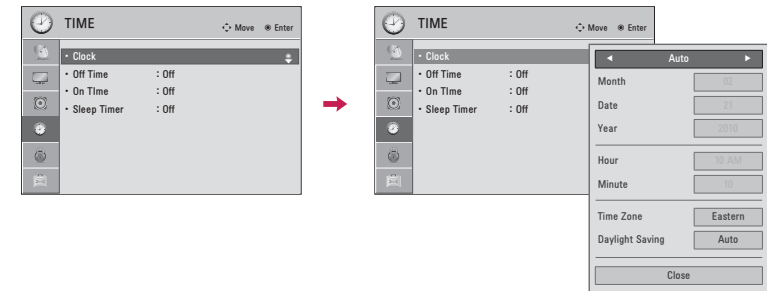 TIME
Move Enter
• Clock
• Off Time : Off
• On TIme : Off
• Sleep Timer : Off
TIME
Move Enter
• Clock
• Off Time : Off
• On TIme : Off
• Sleep Timer : Off
Auto
Month 02
Date 21
Year 2010
Hour 10 AM
Minute 10
Time Zone Eastern
Daylight Saving Auto
Close